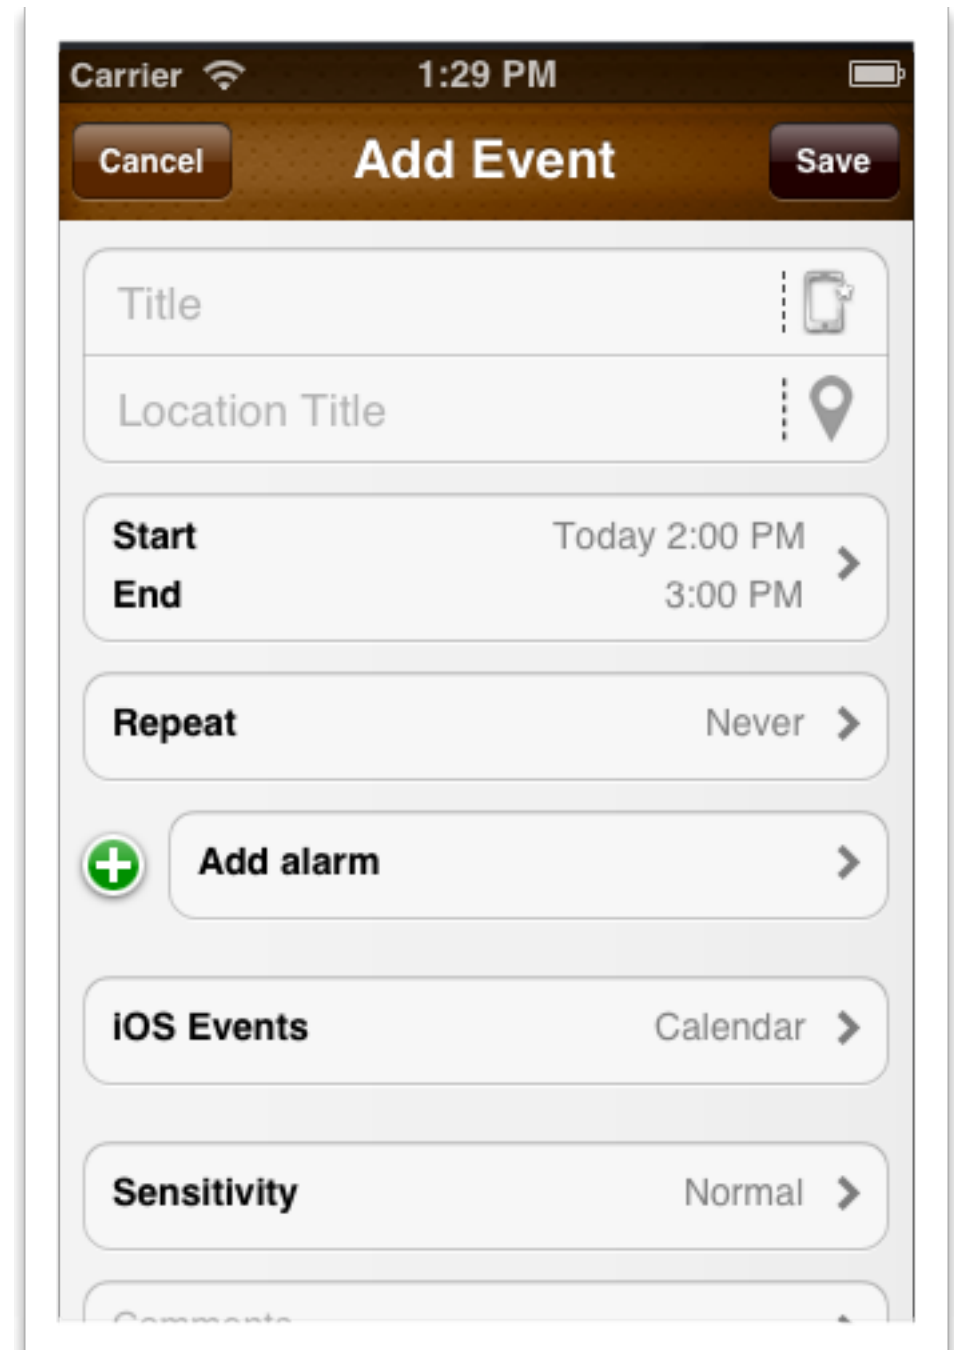 Carrier 1:29 PM
Cancel Add Event Save
Title
Location Title
Start Today 2:00 PM
End 3:00 PM
Repeat Never
Add alarm
iOS Events Calendar
Sensitivity Normal
Comments